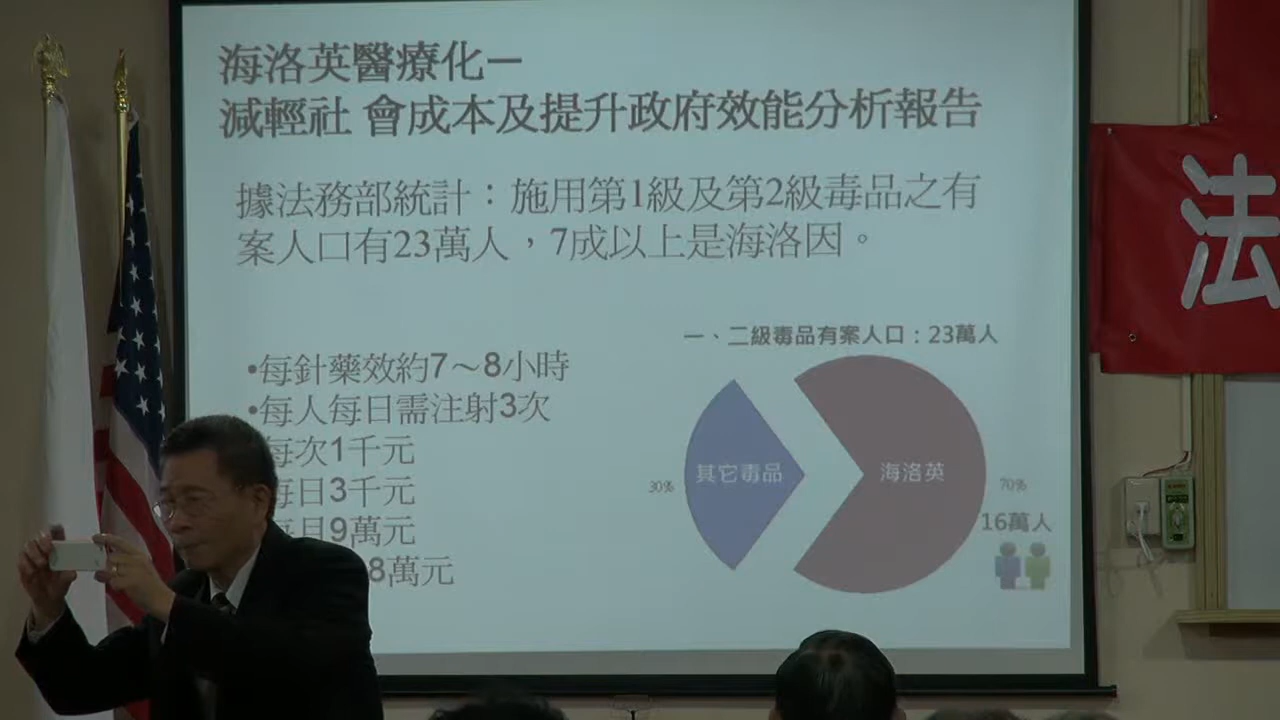 海洛英醫療化－
減輕社 會成本及提升政府效能分析報告
據法務部統計：施用第1級及第2級毒品之有
案人口有23萬人，7成以上是海洛因。
•每針藥效約7～8小時
•每人每日需注射3次
每次1千元
每日3千元
每月9萬元
8萬元
一、二級毒品有案人口：23萬人
其它毒品
海洛英
30%
70%
16萬人
法